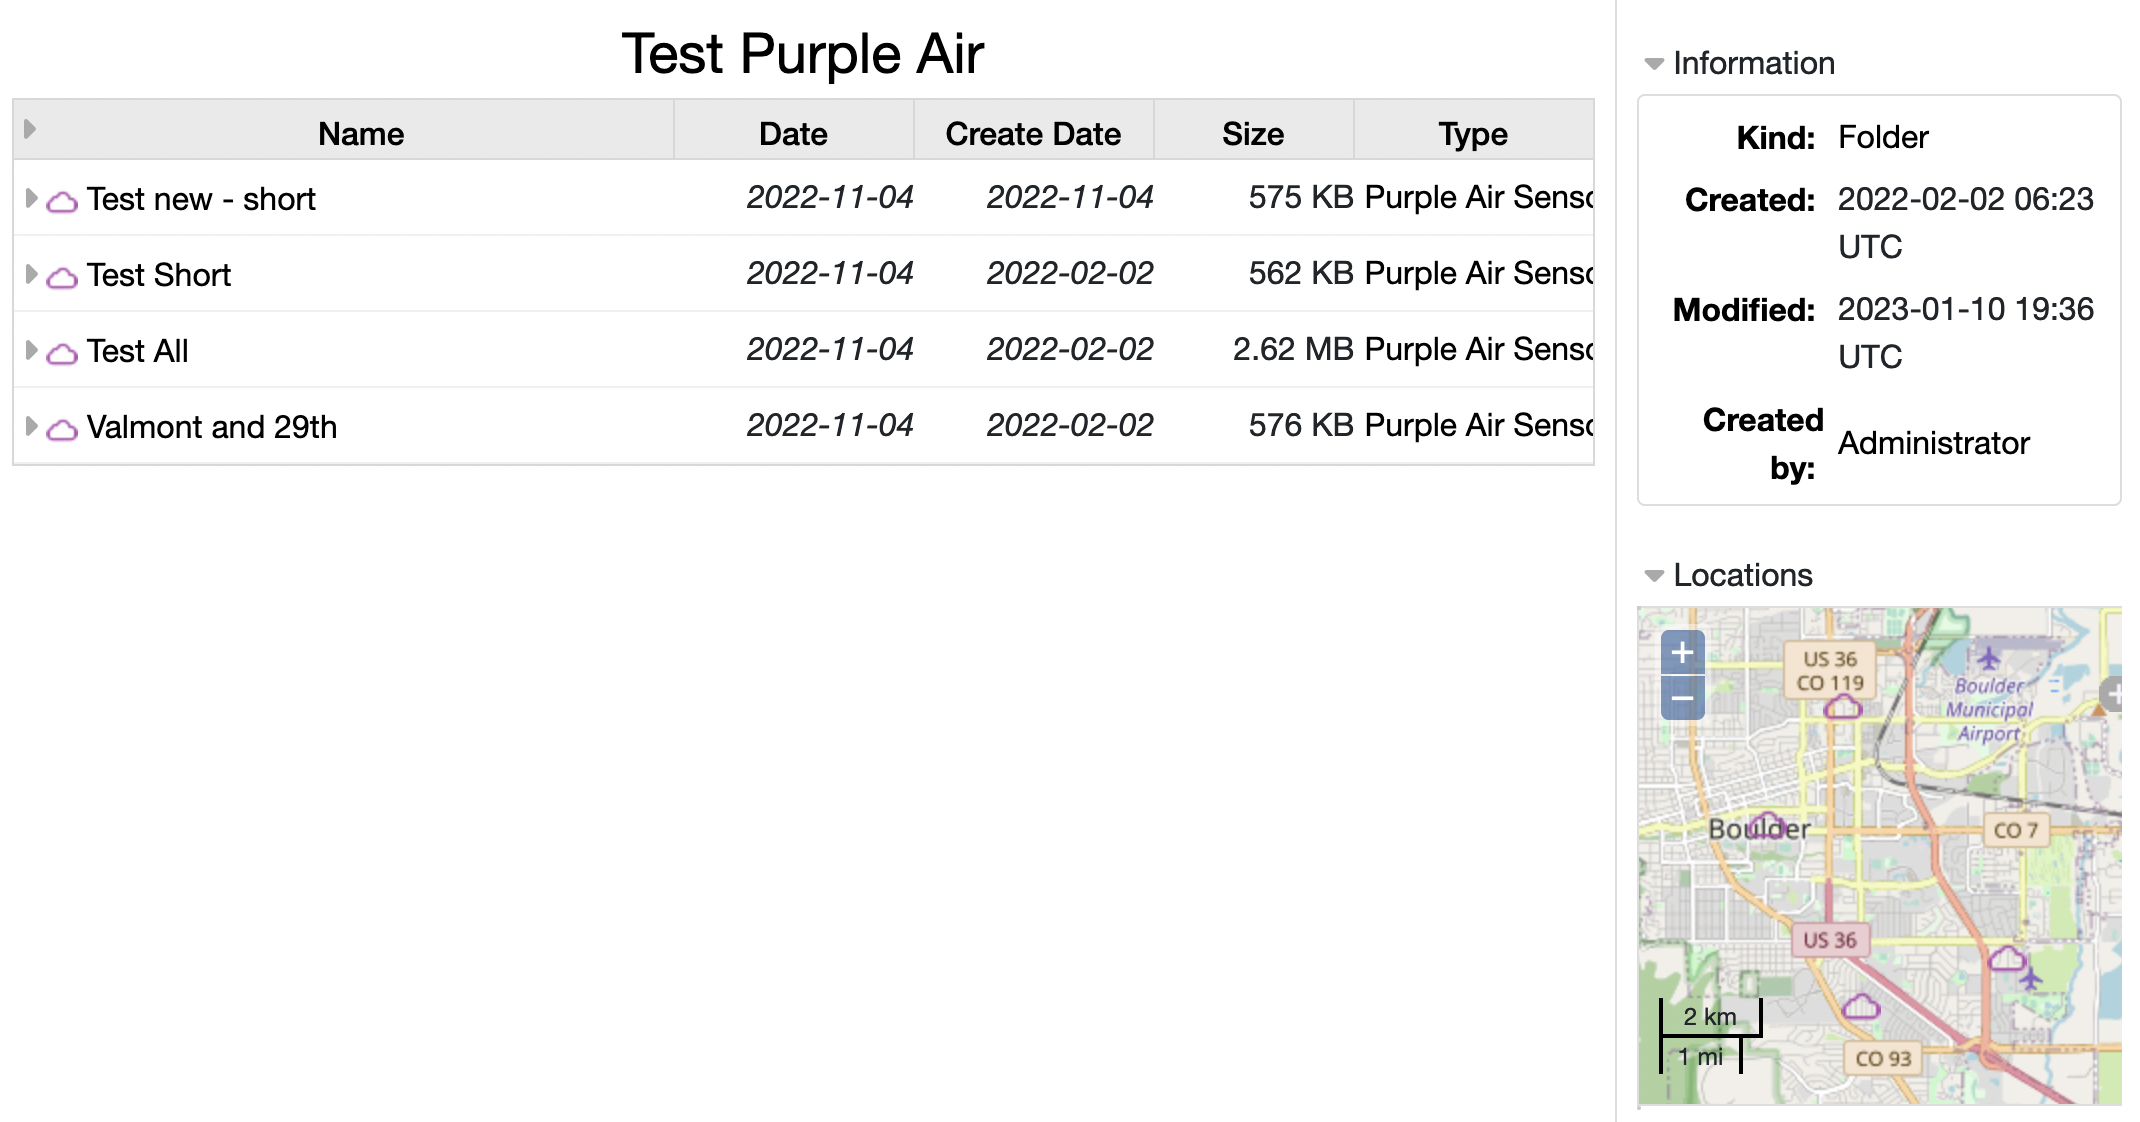 Test Purple Air
Name Date Create Date Size Type
Test new - short 2022-11-04 2022-11-04 575 KB Purple Air Senso
Test Short 2022-11-04 2022-02-02 562 KB Purple Air Senso
Test All 2022-11-04 2022-02-02 2.62 MB Purple Air Senso
Valmont and 29th 2022-11-04 2022-02-02 576 KB Purple Air Senso
Information
Kind: Folder
Created: 2022-02-02 06:23
UTC
Modified: 2023-01-10 19:36
UTC
Created
by: Administrator
Locations
+
−
US 36
CO 119
Boulder
Municipal
Airport
Boulder
CO 7
US 36
2 km
1 mi
CO 93